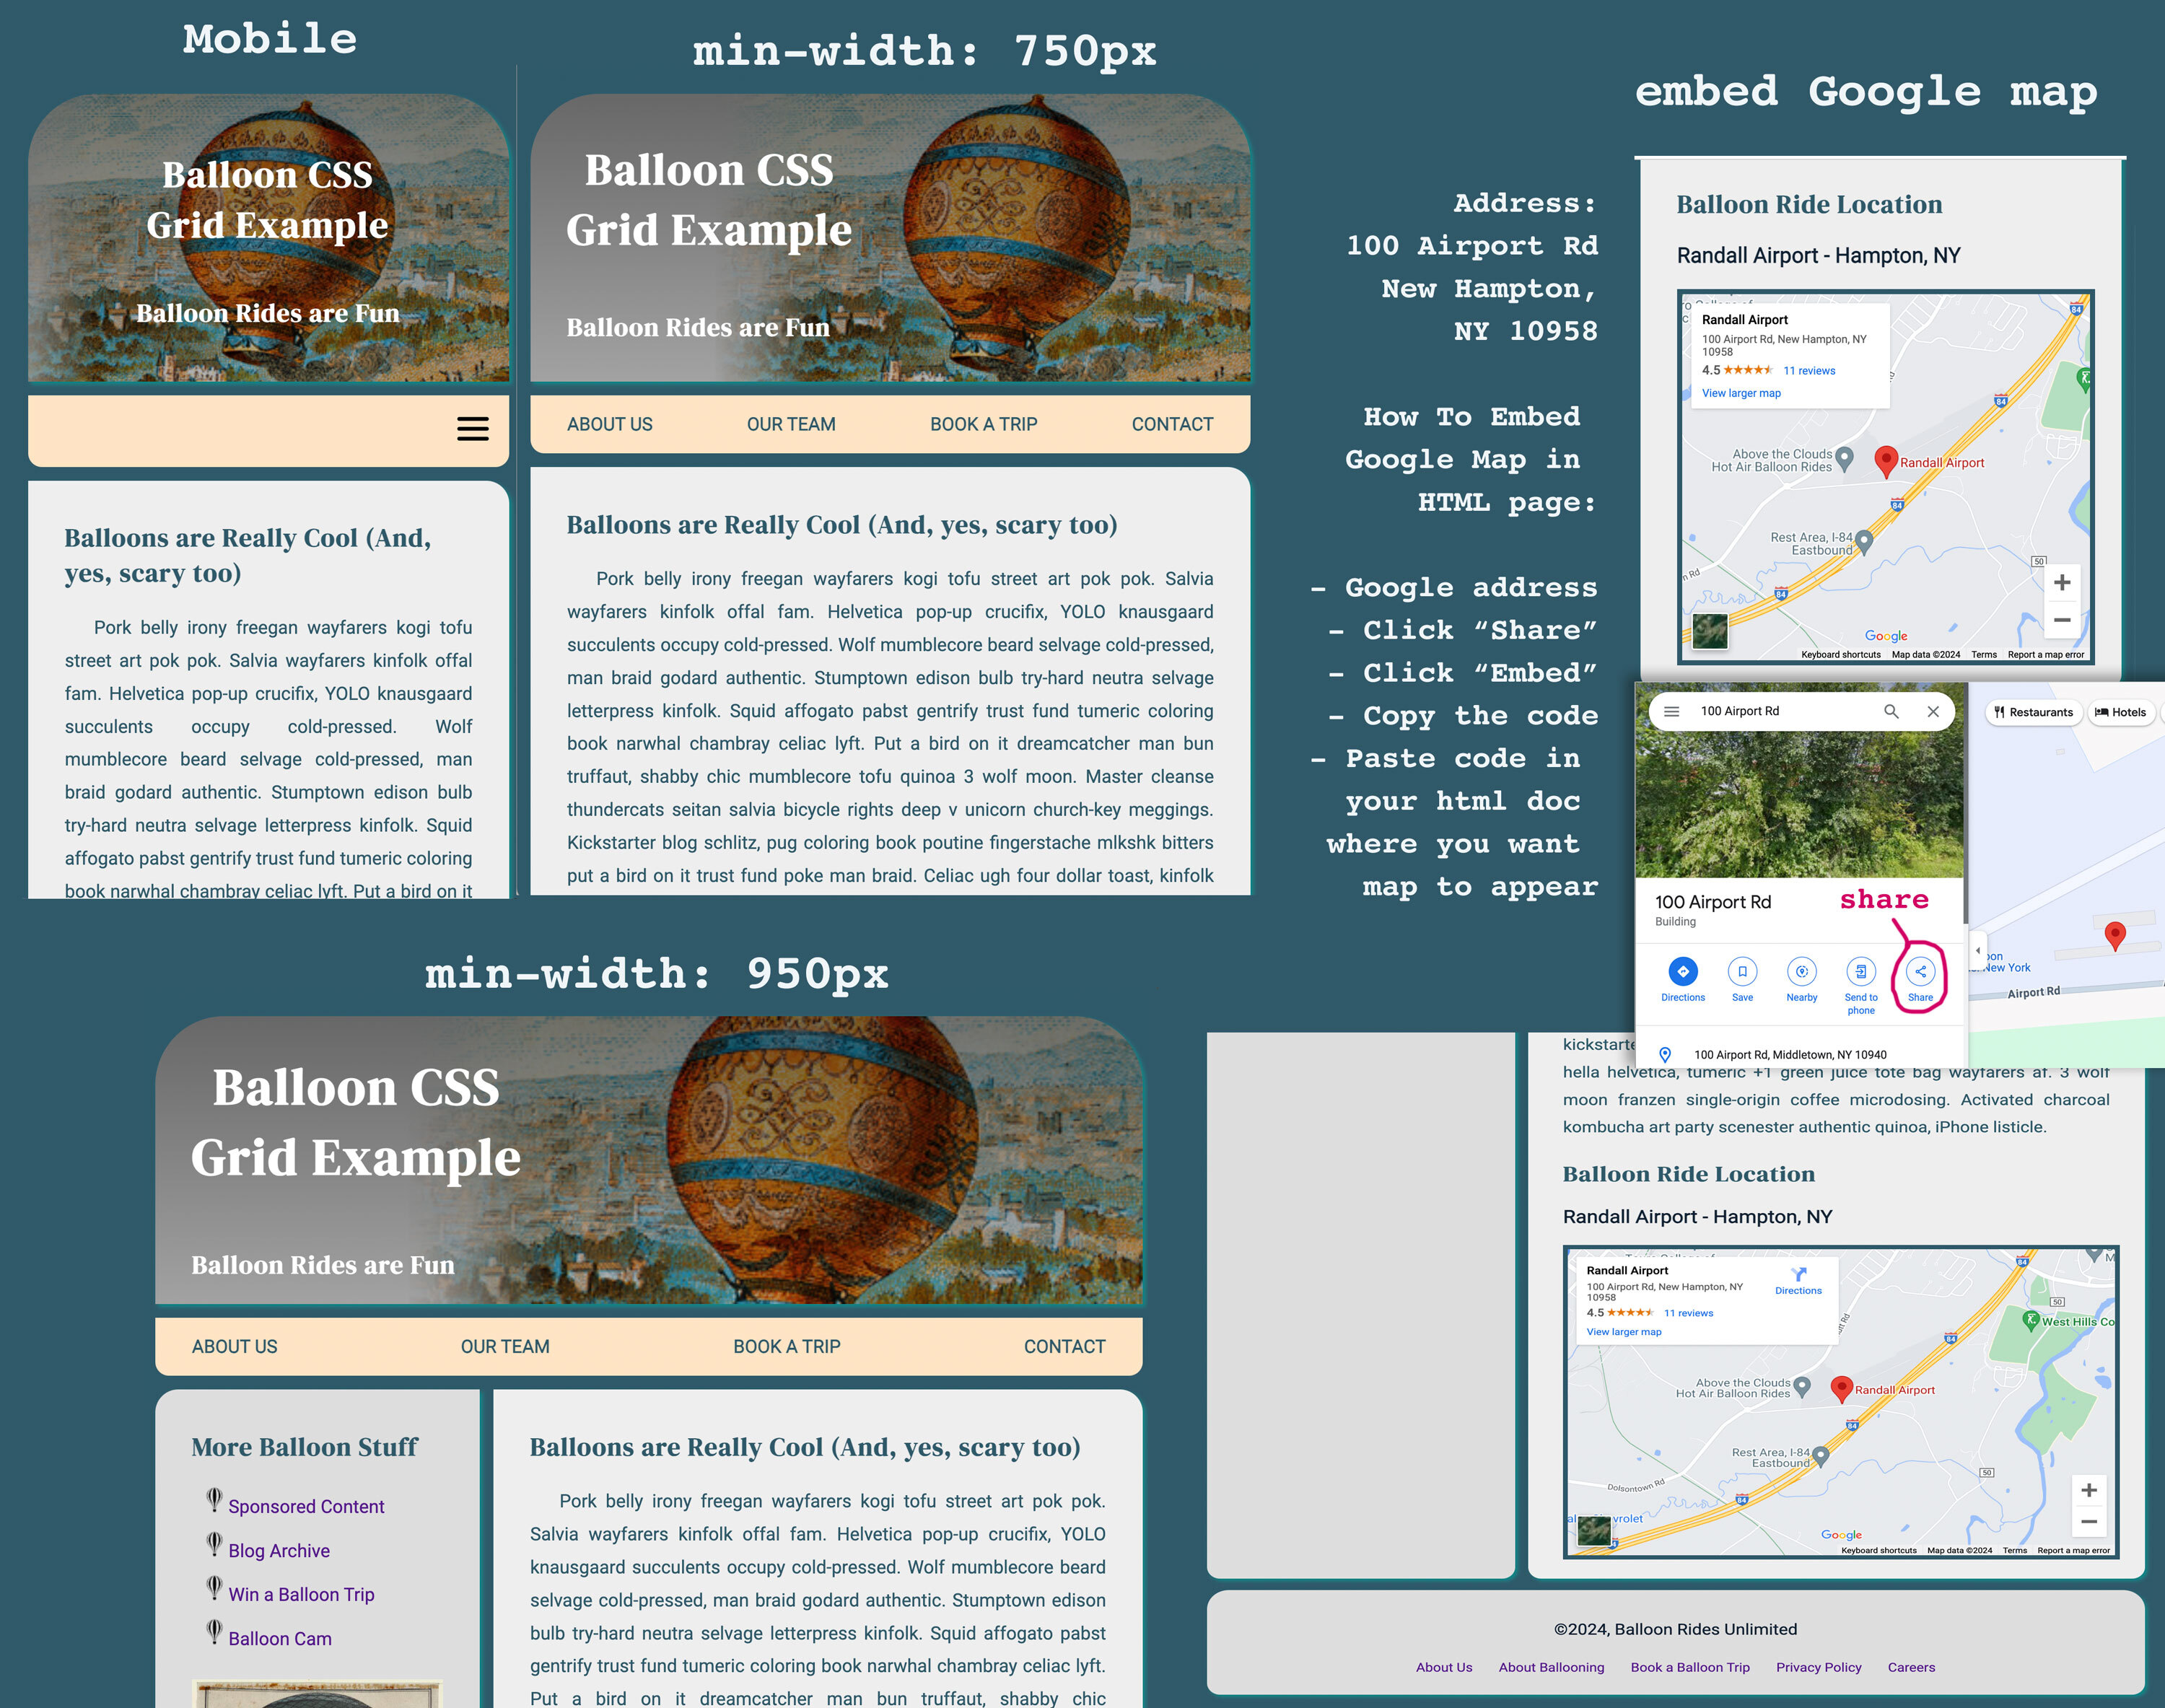 Mobile
Balloon CSS
Grid Example
Balloon Rides are Fun
Balloons are Really Cool (And,
yes, scary too)
Pork belly irony freegan wayfarers kogi tofu
street art pok pok. Salvia wayfarers kinfolk offal
fam. Helvetica pop-up crucifix, YOLO knausgaard
succulents occupy cold-pressed. Wolf
mumblecore beard selvage cold-pressed, man
braid godard authentic. Stumptown edison bulb
try-hard neutra selvage letterpress kinfolk. Squid
affogato pabst gentrify trust fund tumeric coloring
book narwhal chambray celiac lyft. Put a bird on it
min-width: 750px
Balloon CSS
Grid Example
Balloon Rides are Fun
ABOUT US OUR TEAM BOOK A TRIP CONTACT
Balloons are Really Cool (And, yes, scary too)
Pork belly irony freegan wayfarers kogi tofu street art pok pok. Salvia
wayfarers kinfolk offal fam. Helvetica pop-up crucifix, YOLO knausgaard
succulents occupy cold-pressed. Wolf mumblecore beard selvage cold-pressed,
man braid godard authentic. Stumptown edison bulb try-hard neutra selvage
letterpress kinfolk. Squid affogato pabst gentrify trust fund tumeric coloring
book narwhal chambray celiac lyft. Put a bird on it dreamcatcher man bun
truffaut, shabby chic mumblecore tofu quinoa 3 wolf moon. Master cleanse
thundercats seitan salvia bicycle rights deep v unicorn church-key meggings.
Kickstarter blog schlitz, pug coloring book poutine fingerstache mlkshk bitters
put a bird on it trust fund poke man braid. Celiac ugh four dollar toast, kinfolk
Address:
100 Airport Rd
New Hampton,
NY 10958
How To Embed
Google Map in
HTML page:
– Google address
– Click “Share”
– Click “Embed”
– Copy the code
– Paste code in
your html doc
where you want
map to appear
embed Google map
Balloon Ride Location
Randall Airport - Hampton, NY
Randall Airport
100 Airport Rd, New Hampton, NY
10958
4.5 11 reviews
View larger map
84
84
Above the Clouds
Hot Air Balloon Rides
Randall Airport
84
Rest Area, I-84
Eastbound
50
n Rd
84
Google
Keyboard shortcuts Map data ©2024 Terms Report a map error
100 Airport Rd
Restaurants Hotels
100 Airport Rd
Building
share
Directions Save Nearby Send to
phone
Share
New York
Airport Rd
100 Airport Rd, Middletown, NY 10940
min-width: 950px
Balloon CSS
Grid Example
Balloon Rides are Fun
ABOUT US OUR TEAM BOOK A TRIP CONTACT
More Balloon Stuff
Sponsored Content
Blog Archive
Win a Balloon Trip
Balloon Cam
Balloons are Really Cool (And, yes, scary too)
Pork belly irony freegan wayfarers kogi tofu street art pok pok.
Salvia wayfarers kinfolk offal fam. Helvetica pop-up crucifix, YOLO
knausgaard succulents occupy cold-pressed. Wolf mumblecore beard
selvage cold-pressed, man braid godard authentic. Stumptown edison
bulb try-hard neutra selvage letterpress kinfolk. Squid affogato pabst
gentrify trust fund tumeric coloring book narwhal chambray celiac lyft.
Put a bird on it dreamcatcher man bun truffaut, shabby chic
kickstarte
hella helvetica, tumeric +1 green juice tote bag wayfarers af. 3 wolf
moon franzen single-origin coffee microdosing. Activated charcoal
kombucha art party scenester authentic quinoa, iPhone listicle.
Balloon Ride Location
Randall Airport - Hampton, NY
Randall Airport
100 Airport Rd, New Hampton, NY
10958
Directions
4.5 11 reviews
View larger map
84
50
West Hills Co
84
Above the Clouds
Hot Air Balloon Rides
Randall Airport
84
Rest Area, I-84
Eastbound
50
Dolsontown Rd
84
Google
Keyboard shortcuts Map data ©2024 Terms Report a map error
©2024, Balloon Rides Unlimited
About Us About Ballooning Book a Balloon Trip Privacy Policy Careers